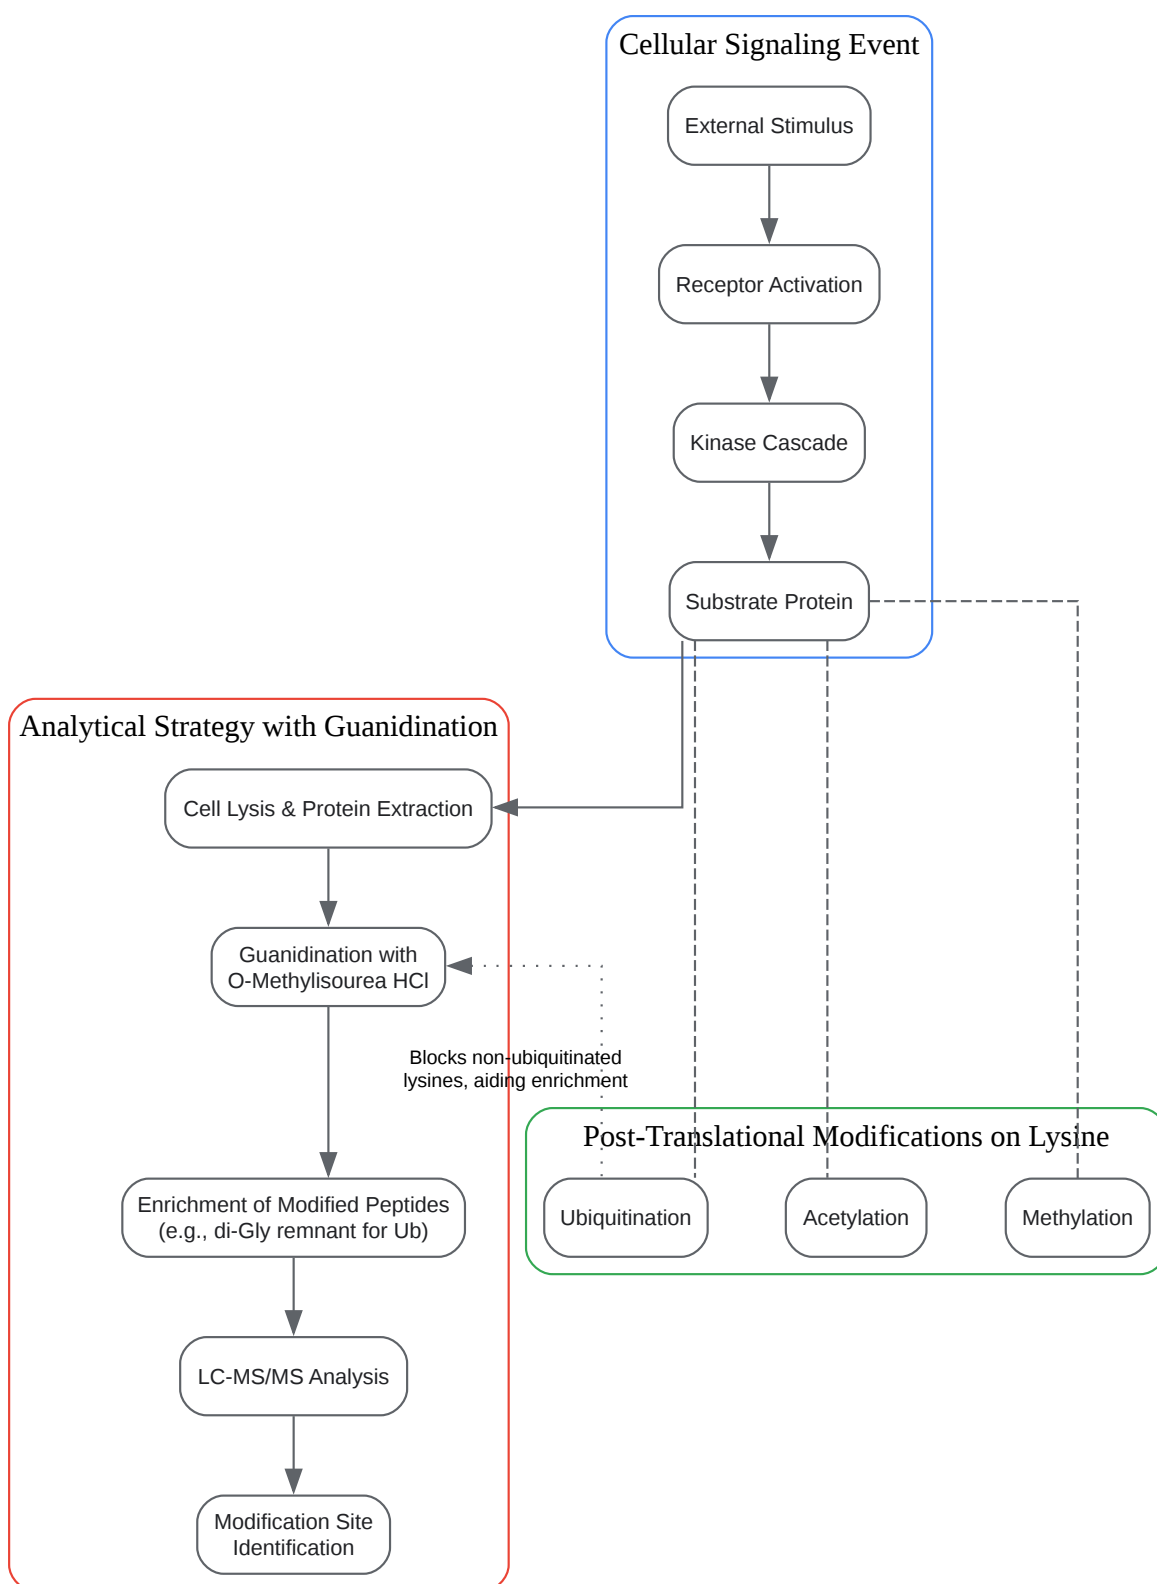 Cellular Signaling Event
External Stimulus
Receptor Activation
Kinase Cascade
Substrate Protein
Analytical Strategy with Guanidination
Cell Lysis & Protein Extraction
Guanidination with
O-Methylisourea HCl
Blocks non-ubiquitinated
lysines, aiding enrichment
Post-Translational Modifications on Lysine
Enrichment of Modified Peptides
(e.g., di-Gly remnant for Ub)
Ubiquitination
Acetylation
Methylation
LC-MS/MS Analysis
Modification Site
Identification